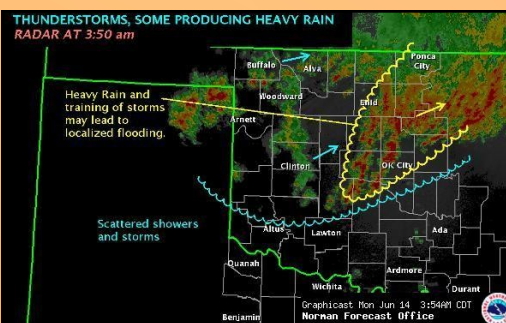 THUNDERSTORMS, SOME PRODUCING HEAVY RAIN
RADAR AT 3:50 am
Ponca
City
Buffalo
Alva
Heavy Rain and
training of storms
may lead to
localized flooding.
Woodward
Enid
Arnett
Clinton
OK City
Scattered showers
and storms
Altus
Lawton
Ada
Quanah
Ardmore
Wichita
Durant
Graphicast Mon Jun 14 3:54AM CDT
Benjamin
Norman Forecast Office